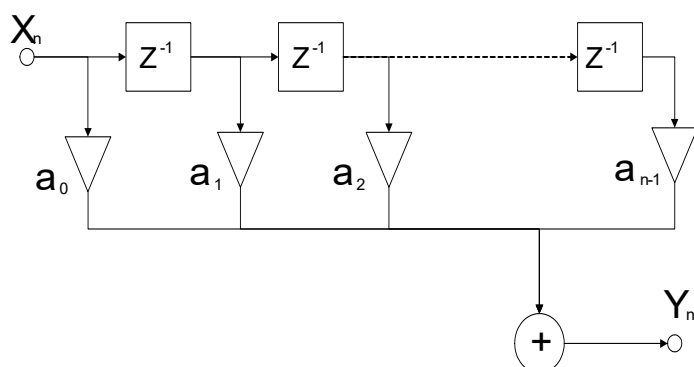 Xₙ
Z⁻¹ Z⁻¹ Z⁻¹
a₀ a₁ a₂ aₙ₋₁
Yₙ
+